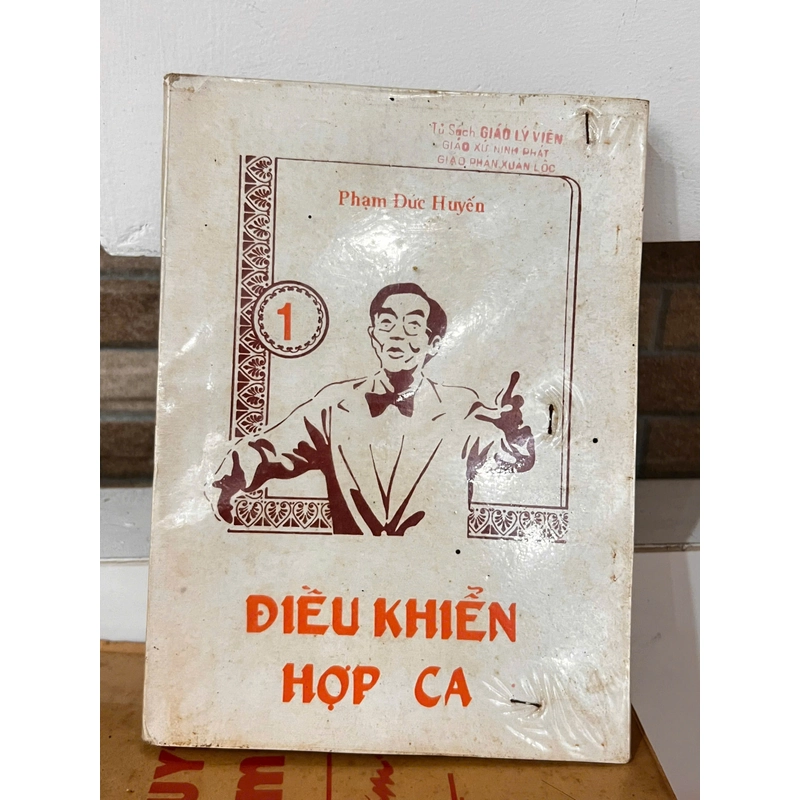 Tủ Sách GIÁO LÝ VIÊN
GIÁO XỨ NINH PHÁT
GIÁO PHẬN XUÂN LỘC
Phạm Đức Huyến
1
ĐIỀU KHIỂN
HỢP CA